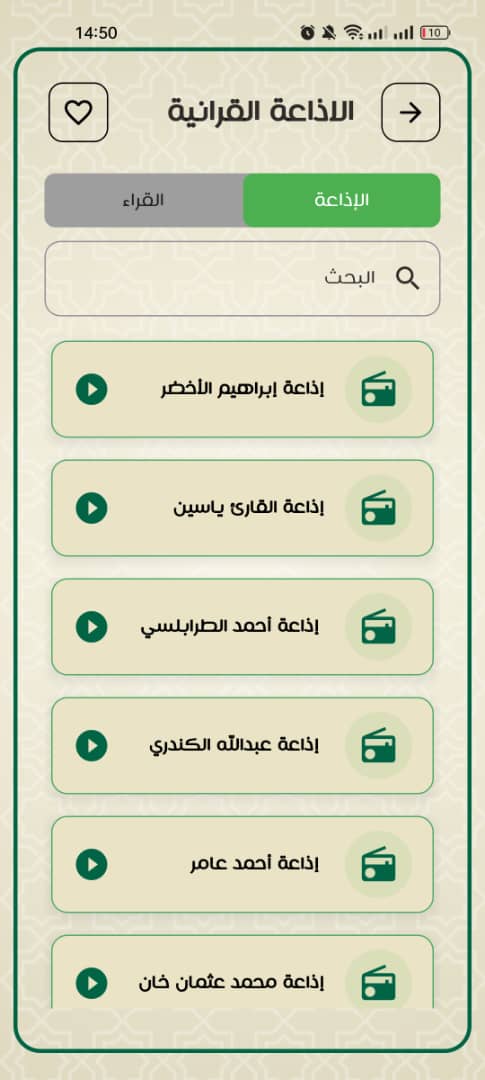 14:50
10
الاذاعة القرانية
الإذاعة
القراء
البحث
إذاعة إبراهيم الأخضر
إذاعة القارئ ياسين
إذاعة أحمد الطرابلسي
إذاعة عبدالله الكندري
إذاعة أحمد عامر
إذاعة محمد عثمان خان